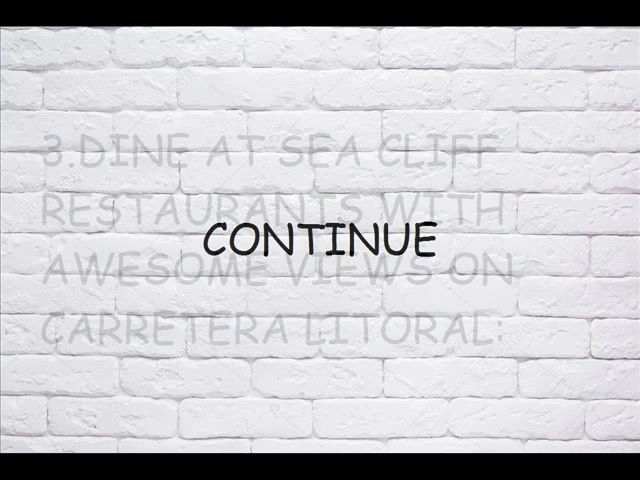 3.DINE AT SEA CLIFF
RESTAURANTS WITH
CONTINUE
AWESOME VIEWS ON
CARRETERA LITORAL: